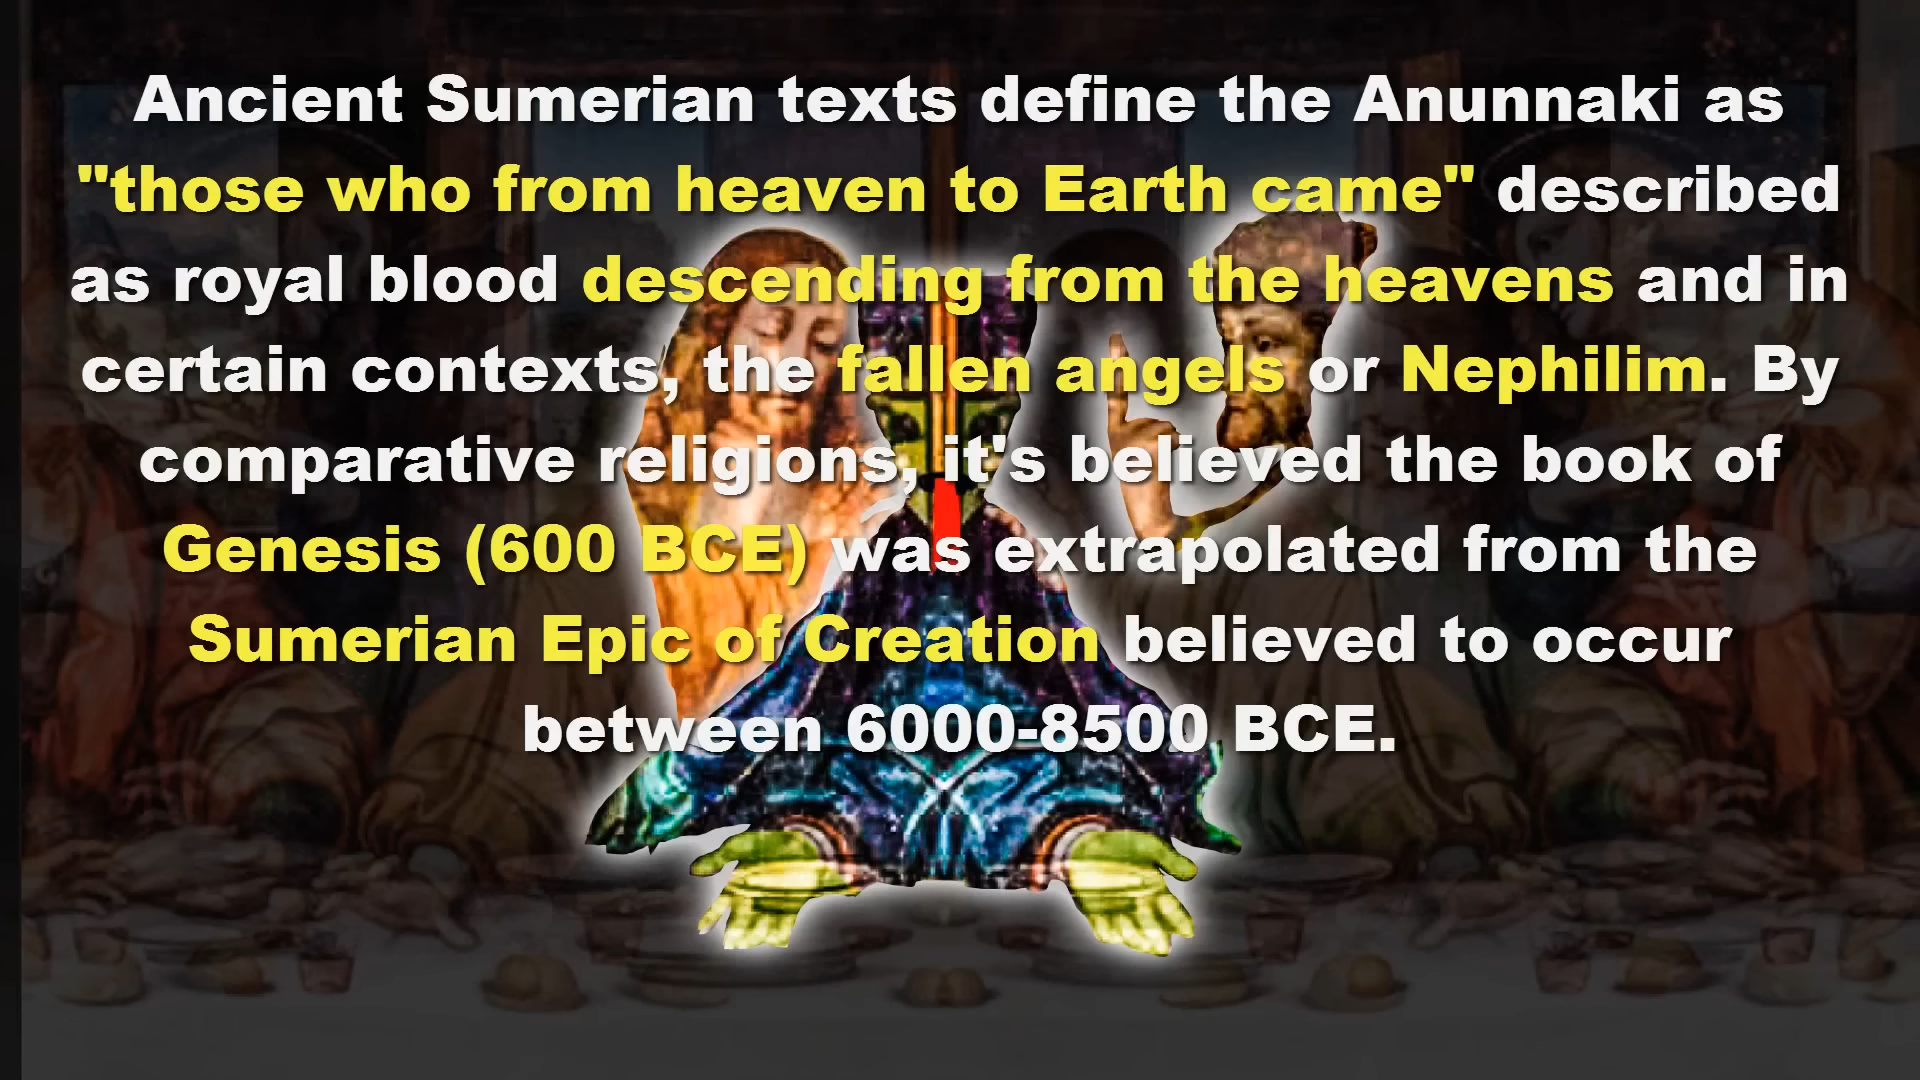 Ancient Sumerian texts define the Anunnaki as
"those who from heaven to Earth came" described
as royal blood descending from the heavens and in
certain contexts, the fallen angels or Nephilim. By
comparative religions, it's believed the book of
Genesis (600 BCE) was extrapolated from the
Sumerian Epic of Creation believed to occur
between 6000-8500 BCE.